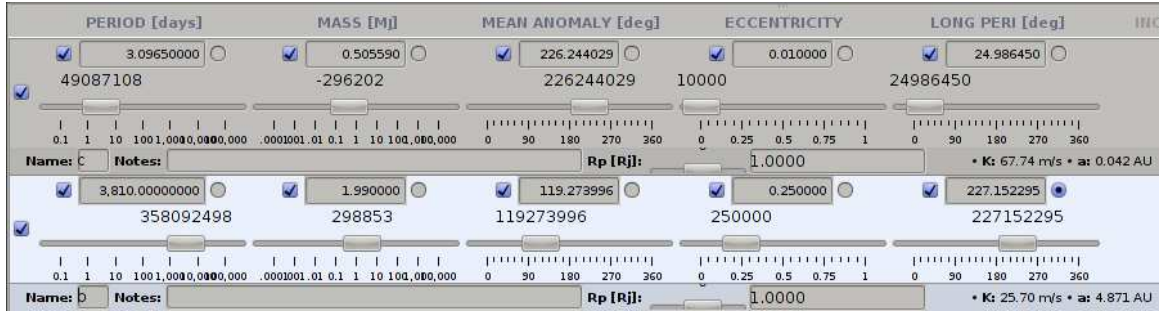 PERIOD [days] MASS [Mj] MEAN ANOMALY [deg] ECCENTRICITY LONG PERI [deg] INC
3.09650000 0.505590 226.244029 0.010000 24.986450
49087108 -296202 226244029 10000 24986450
0.1 1 10 100 1,000 10,000 100,000 .0001 .001 .01 0.1 1 10 100 1,000 0 90 180 270 360 0 0.25 0.5 0.75 1 0 90 180 270 360
Name: c Notes: Rp [Rj]: 1.0000 • K: 67.74 m/s • a: 0.042 AU
3,810.00000000 1.990000 119.273996 0.250000 227.152295
358092498 298853 119273996 250000 227152295
0.1 1 10 100 1,000 10,000 100,000 .0001 .001 .01 0.1 1 10 100 1,000 0 90 180 270 360 0 0.25 0.5 0.75 1 0 90 180 270 360
Name: b Notes: Rp [Rj]: 1.0000 • K: 25.70 m/s • a: 4.871 AU